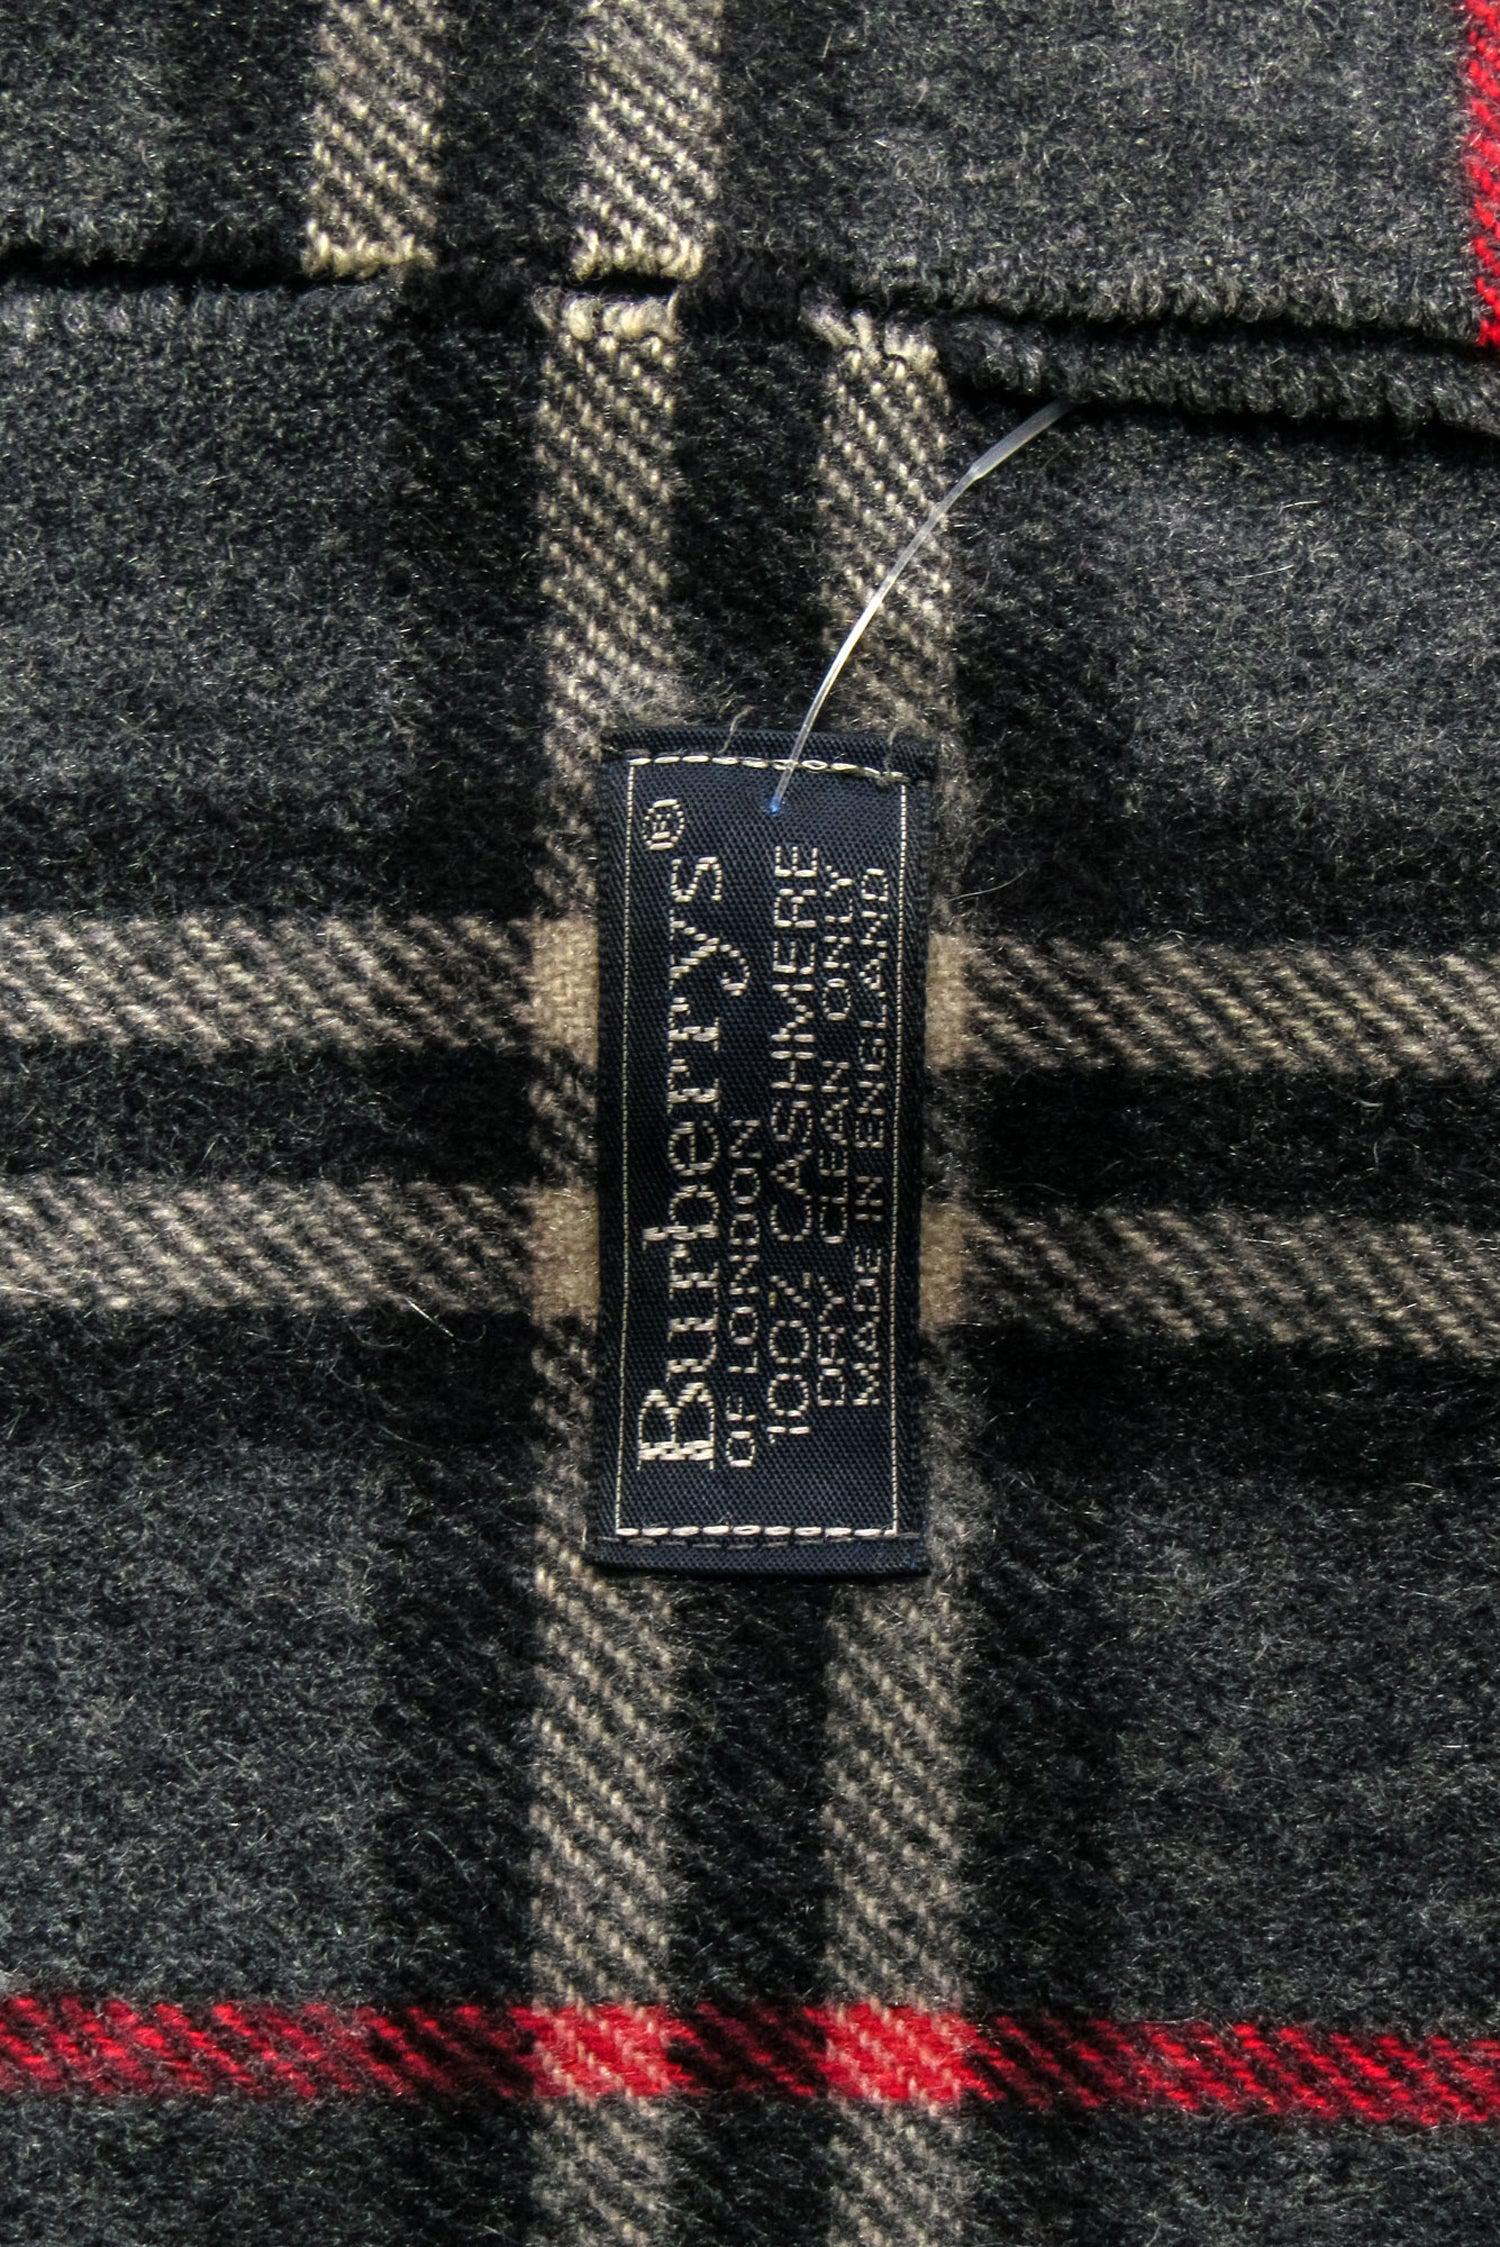 Burberrys®
OF LONDON
100% CASHMERE
DRY CLEAN ONLY
MADE IN ENGLAND